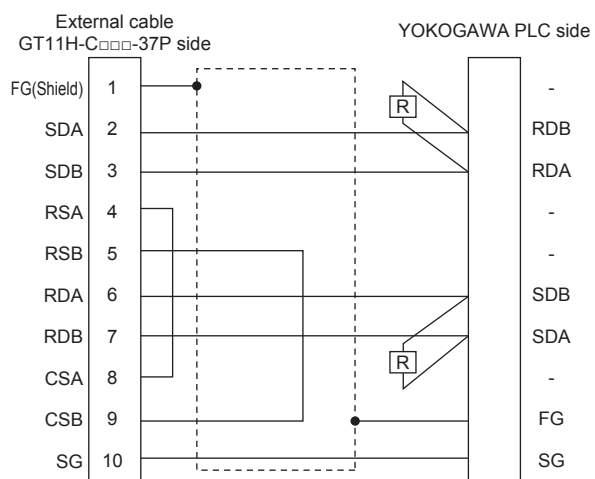 External cable
GT11H-C□□□-37P side
YOKOGAWA PLC side
FG(Shield) 1 -
R
SDA 2 RDB
SDB 3 RDA
RSA 4 -
RSB 5 -
RDA 6 SDB
RDB 7 SDA
R
CSA 8 -
CSB 9 FG
SG 10 SG